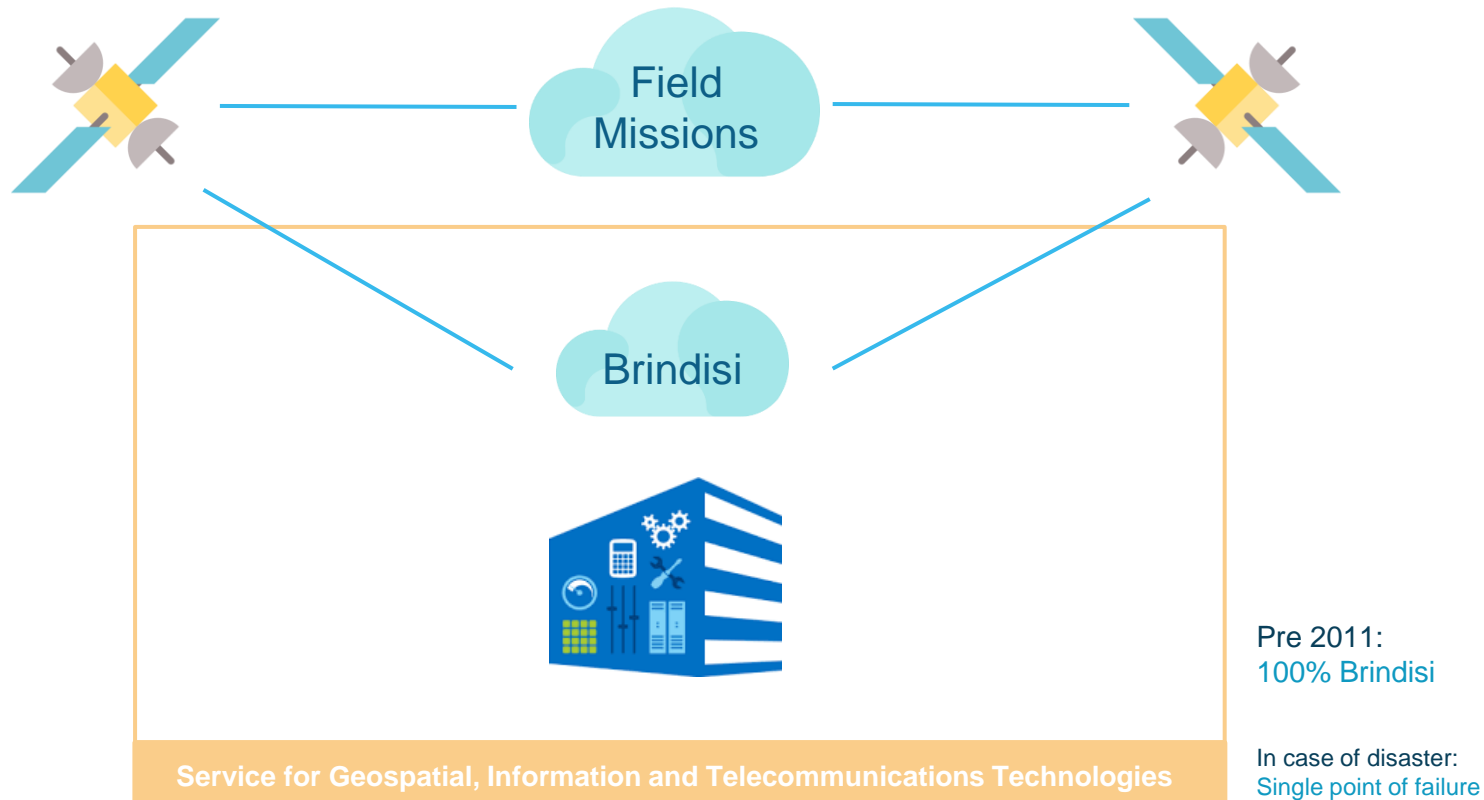 Field
Missions
Brindisi
Pre 2011:
100% Brindisi
In case of disaster:
Single point of failure
Service for Geospatial, Information and Telecommunications Technologies